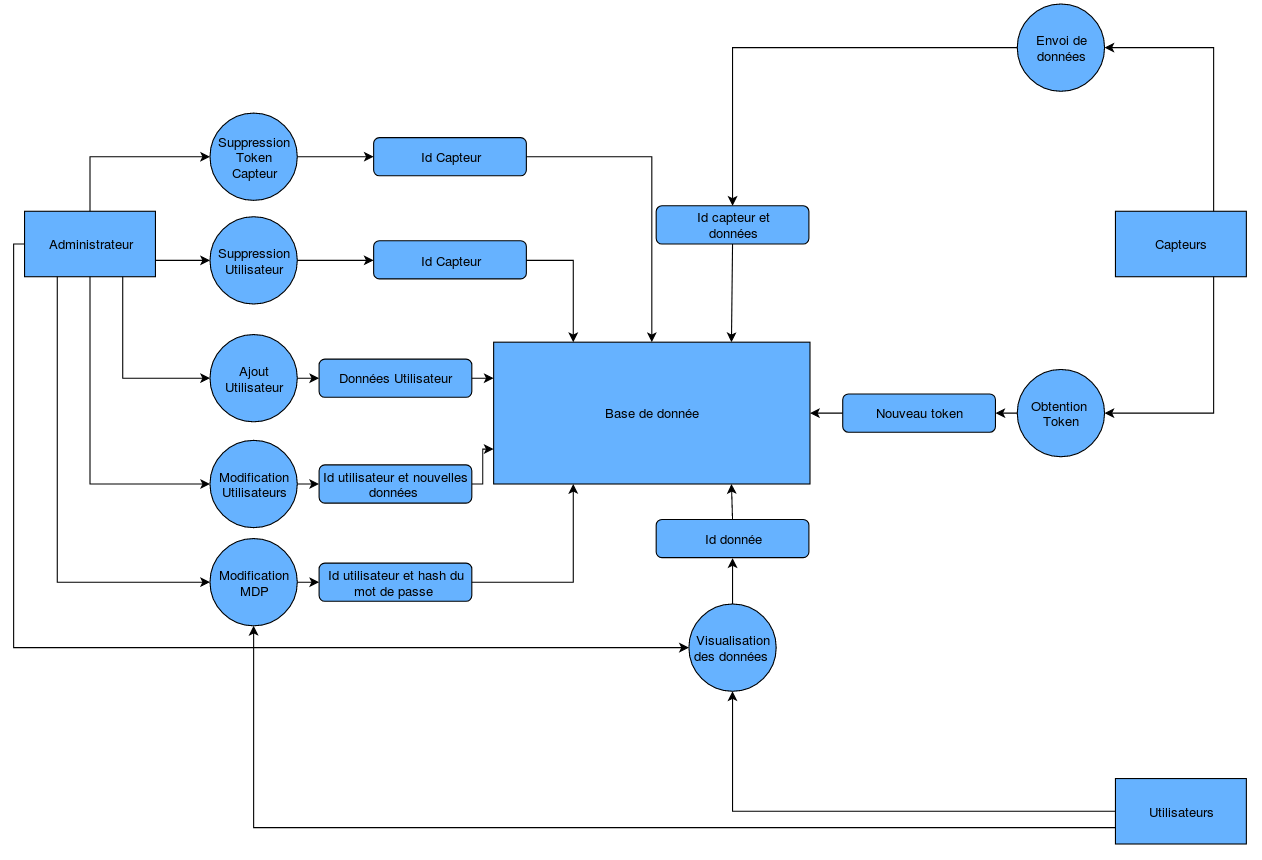 Envoi de
données
Suppression
Token
Capteur
Id Capteur
Id capteur et
données
Administrateur
Suppression
Utilisateur
Id Capteur
Capteurs
Ajout
Utilisateur
Données Utilisateur
Base de donnée
Nouveau token
Obtention
Token
Modification
Utilisateurs
Id utilisateur et nouvelles
données
Id donnée
Modification
MDP
Id utilisateur et hash du
mot de passe
Visualisation
des données
Utilisateurs